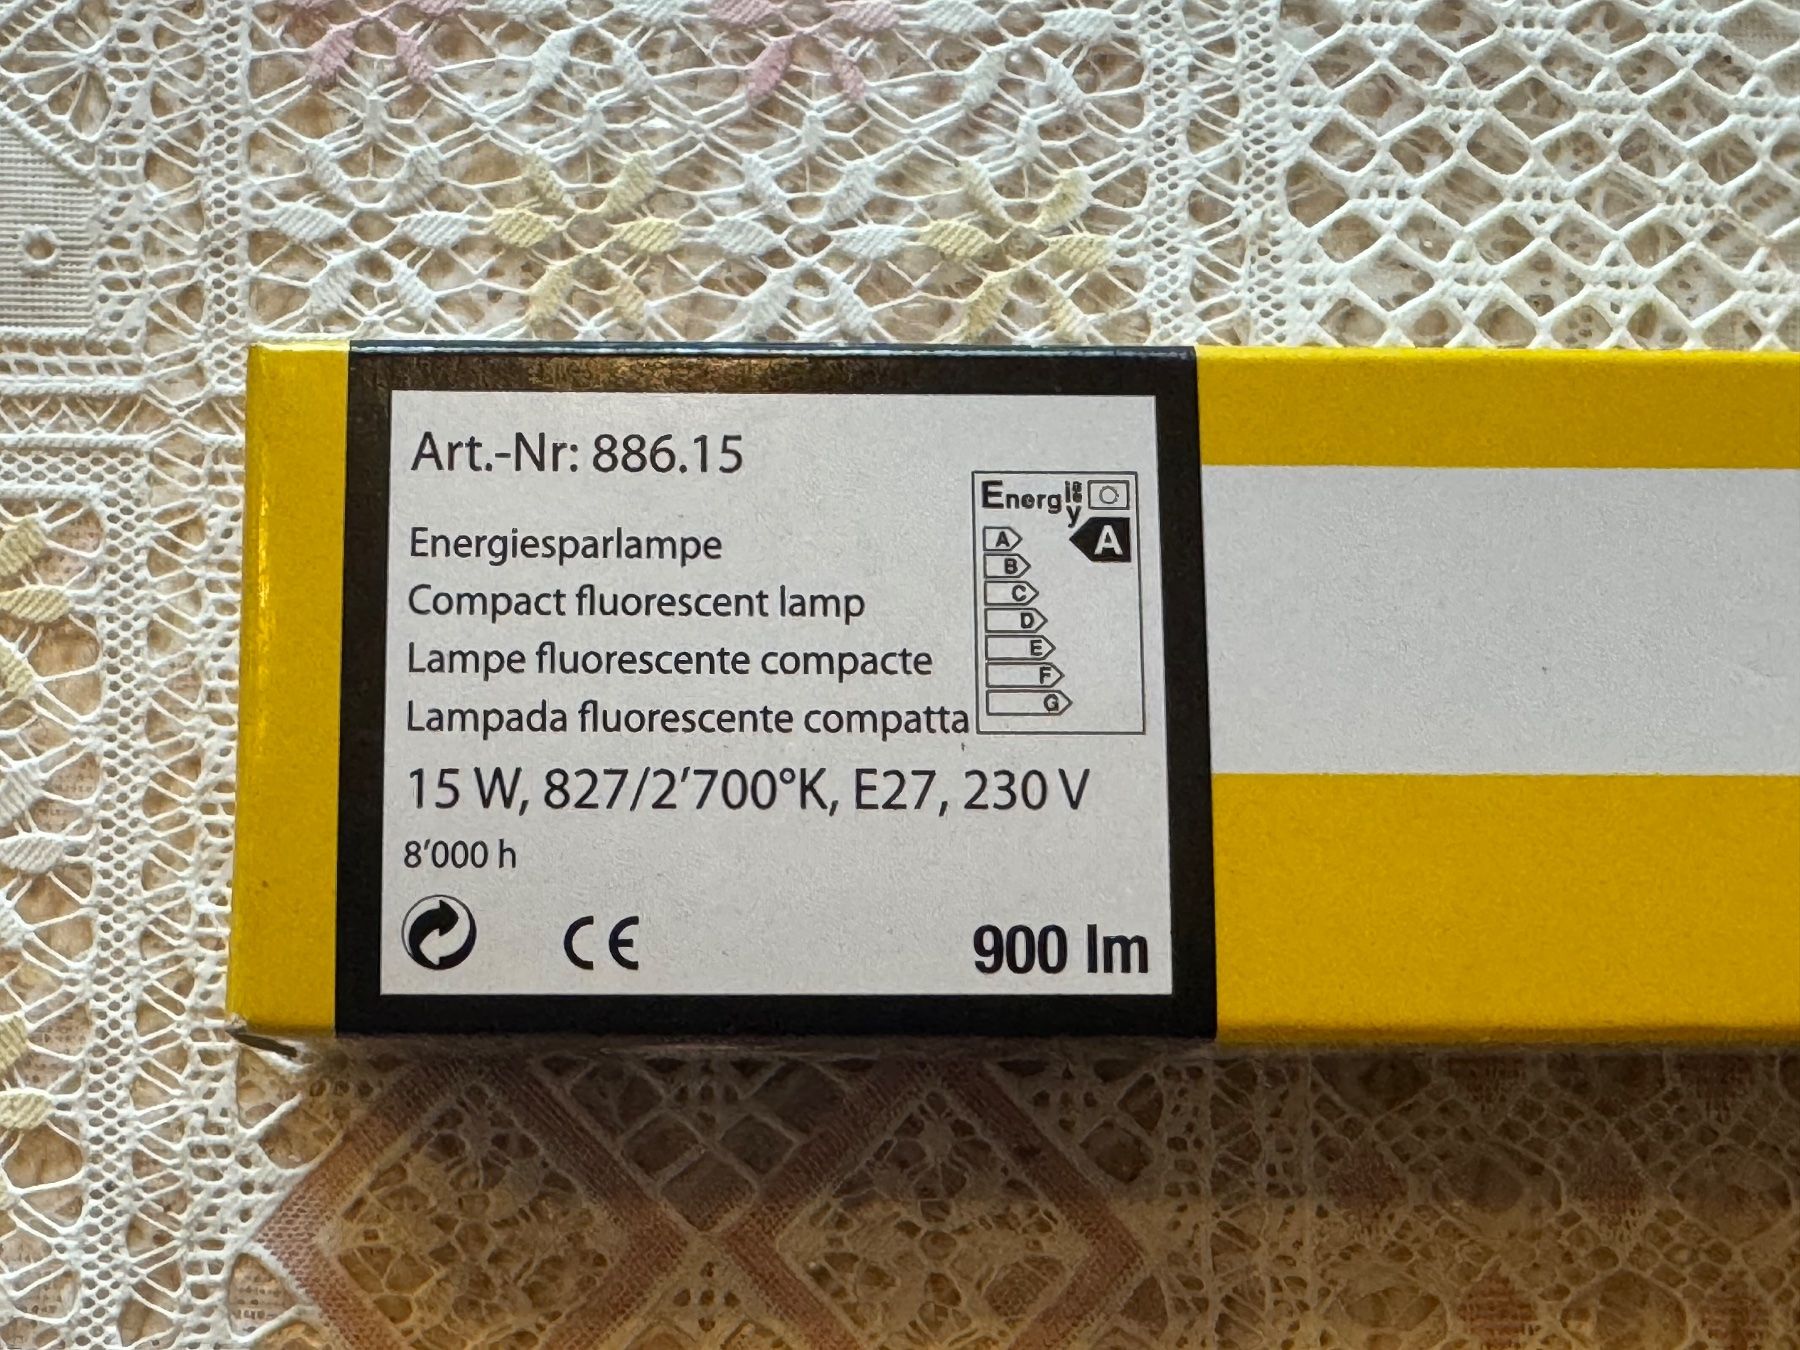 Art.-Nr: 886.15
Energie
y
A
A
B
C
D
E
F
G
Energiesparlampe
Compact fluorescent lamp
Lampe fluorescente compacte
Lampada fluorescente compatta
15 W, 827/2’700°K, E27, 230 V
8’000 h
CE
900 lm